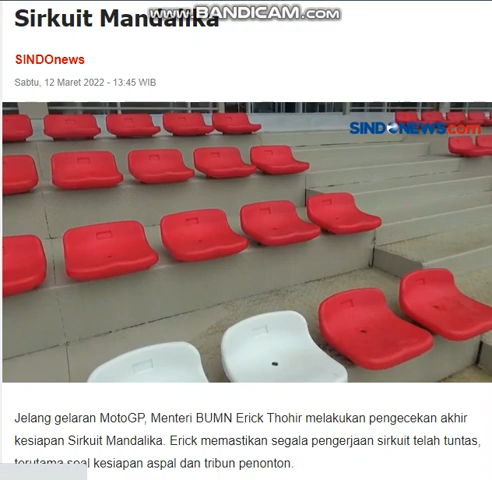 www.BANDICAM.com
Sirkuit Mandalika
SINDOnews
Sabtu, 12 Maret 2022 - 13:45 WIB
SINDONEWS.com
Jelang gelaran MotoGP, Menteri BUMN Erick Thohir melakukan pengecekan akhir
kesiapan Sirkuit Mandalika. Erick memastikan segala pengerjaan sirkuit telah tuntas,
terutama soal kesiapan aspal dan tribun penonton.